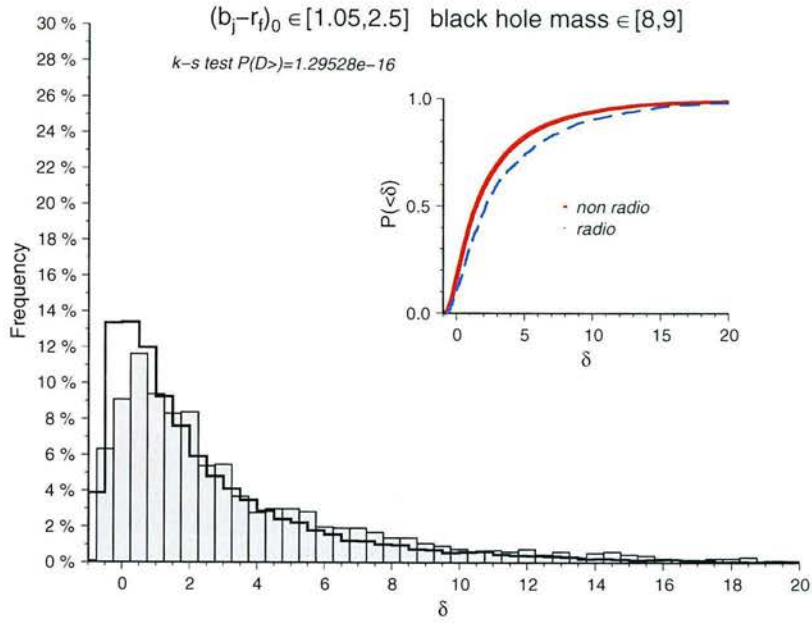 (bj−rf)0 ∈ [1.05,2.5] black hole mass ∈ [8,9]
k−s test P(D>)=1.29528e−16
Frequency
30 %
28 %
26 %
24 %
22 %
20 %
18 %
16 %
14 %
12 %
10 %
8 %
6 %
4 %
2 %
0 %
0 2 4 6 8 10 12 14 16 18 20
δ
P(<δ)
1.0
0.5
0.0
non radio
radio
0 5 10 15 20
δ